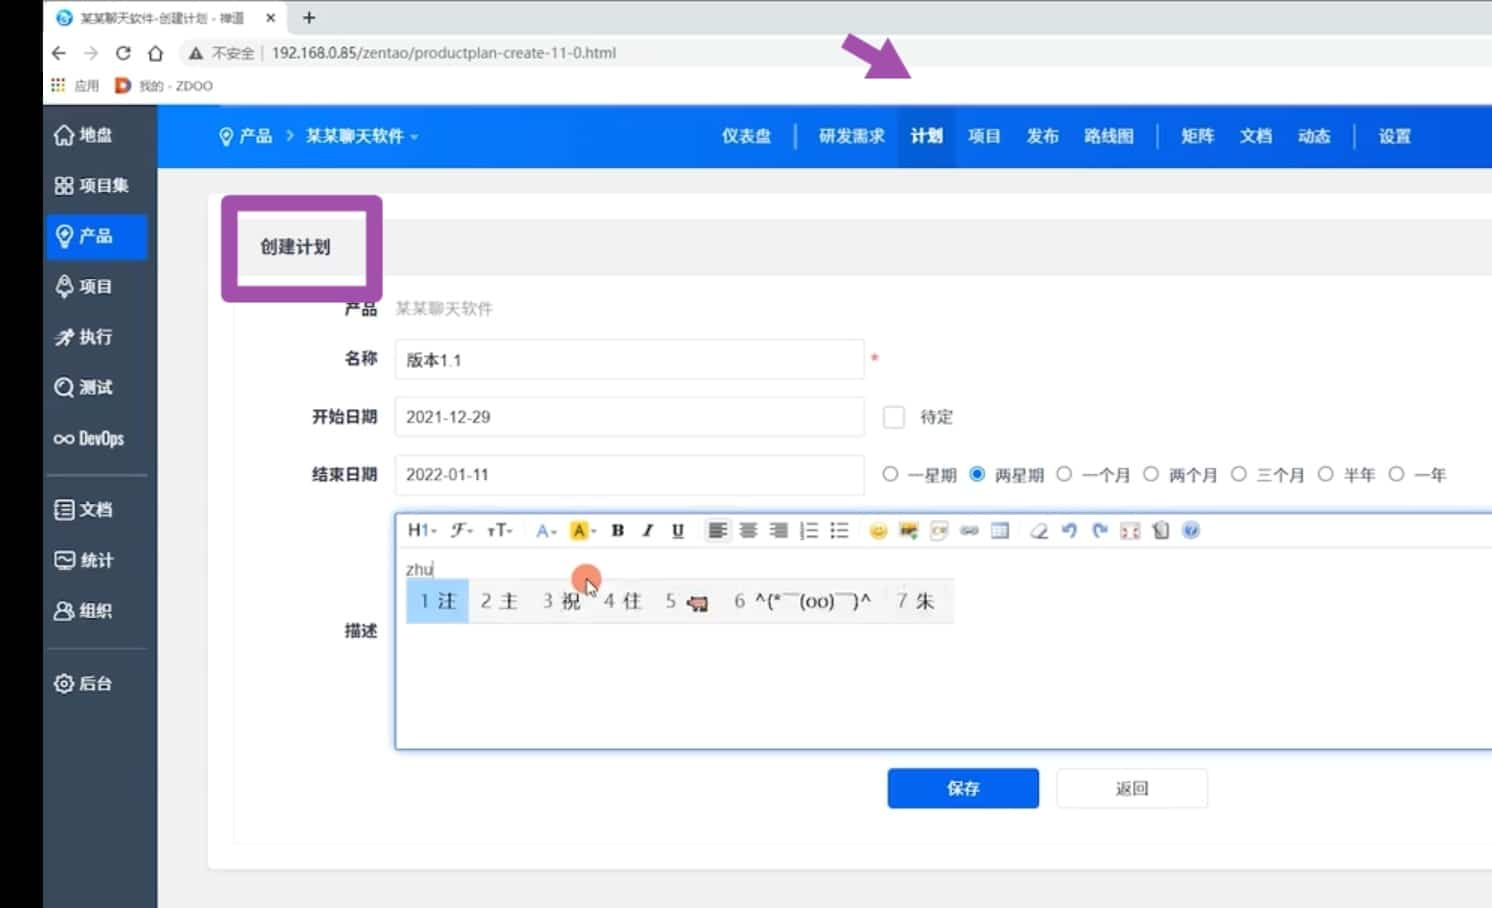 某某聊天软件-创建计划 - 禅道
不安全 | 192.168.0.85/zentao/productplan-create-11-0.html
应用 我的 - ZDOO
地盘
项目集
产品
项目
执行
测试
DevOps
文档
统计
组织
后台
产品 > 某某聊天软件 仪表盘 | 研发需求 计划 项目 发布 路线图 | 矩阵 文档 动态 | 设置
创建计划
产品 某某聊天软件
名称 版本1.1 *
开始日期 2021-12-29 待定
结束日期 2022-01-11 一星期 两星期 一个月 两个月 三个月 半年 一年
描述
zhu
1 注 2 主 3 祝 4 住 5 6 ^(*￣(oo)￣)^ 7 朱
保存 返回